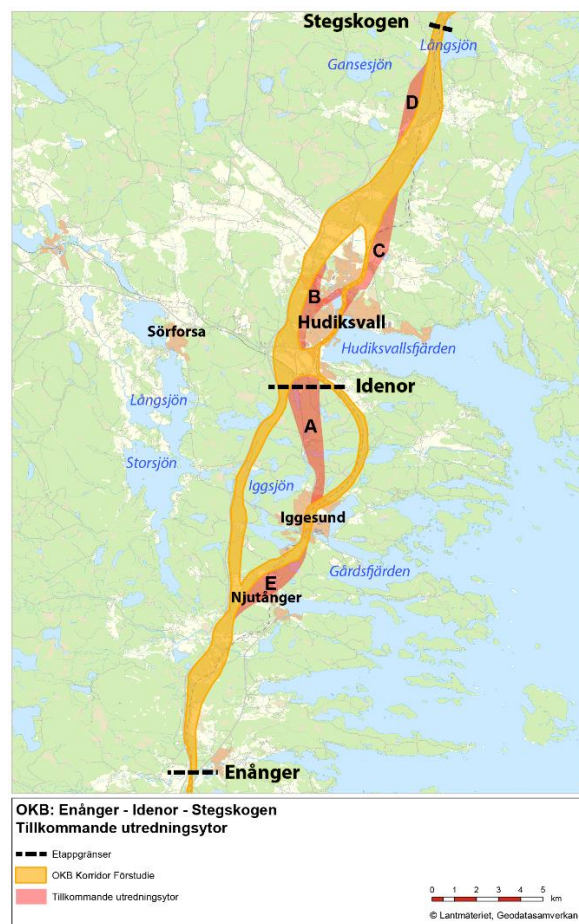 Stegskogen
Långsjön
Gansesjön
D
C
B
Hudiksvall
Sörforsa
Hudiksvallsfjärden
Idenor
Långsjön
A
Storsjön
Iggsjön
Iggesund
Gårdsfjärden
E
Njutånger
Enånger
OKB: Enånger - Idenor - Stegskogen
Tillkommande utredningsytor
Etappgränser
OKB Korridor Förstudie
Tillkommande utredningsytor
0 1 2 3 4 5
km
© Lantmäteriet, Geodatasamverkan